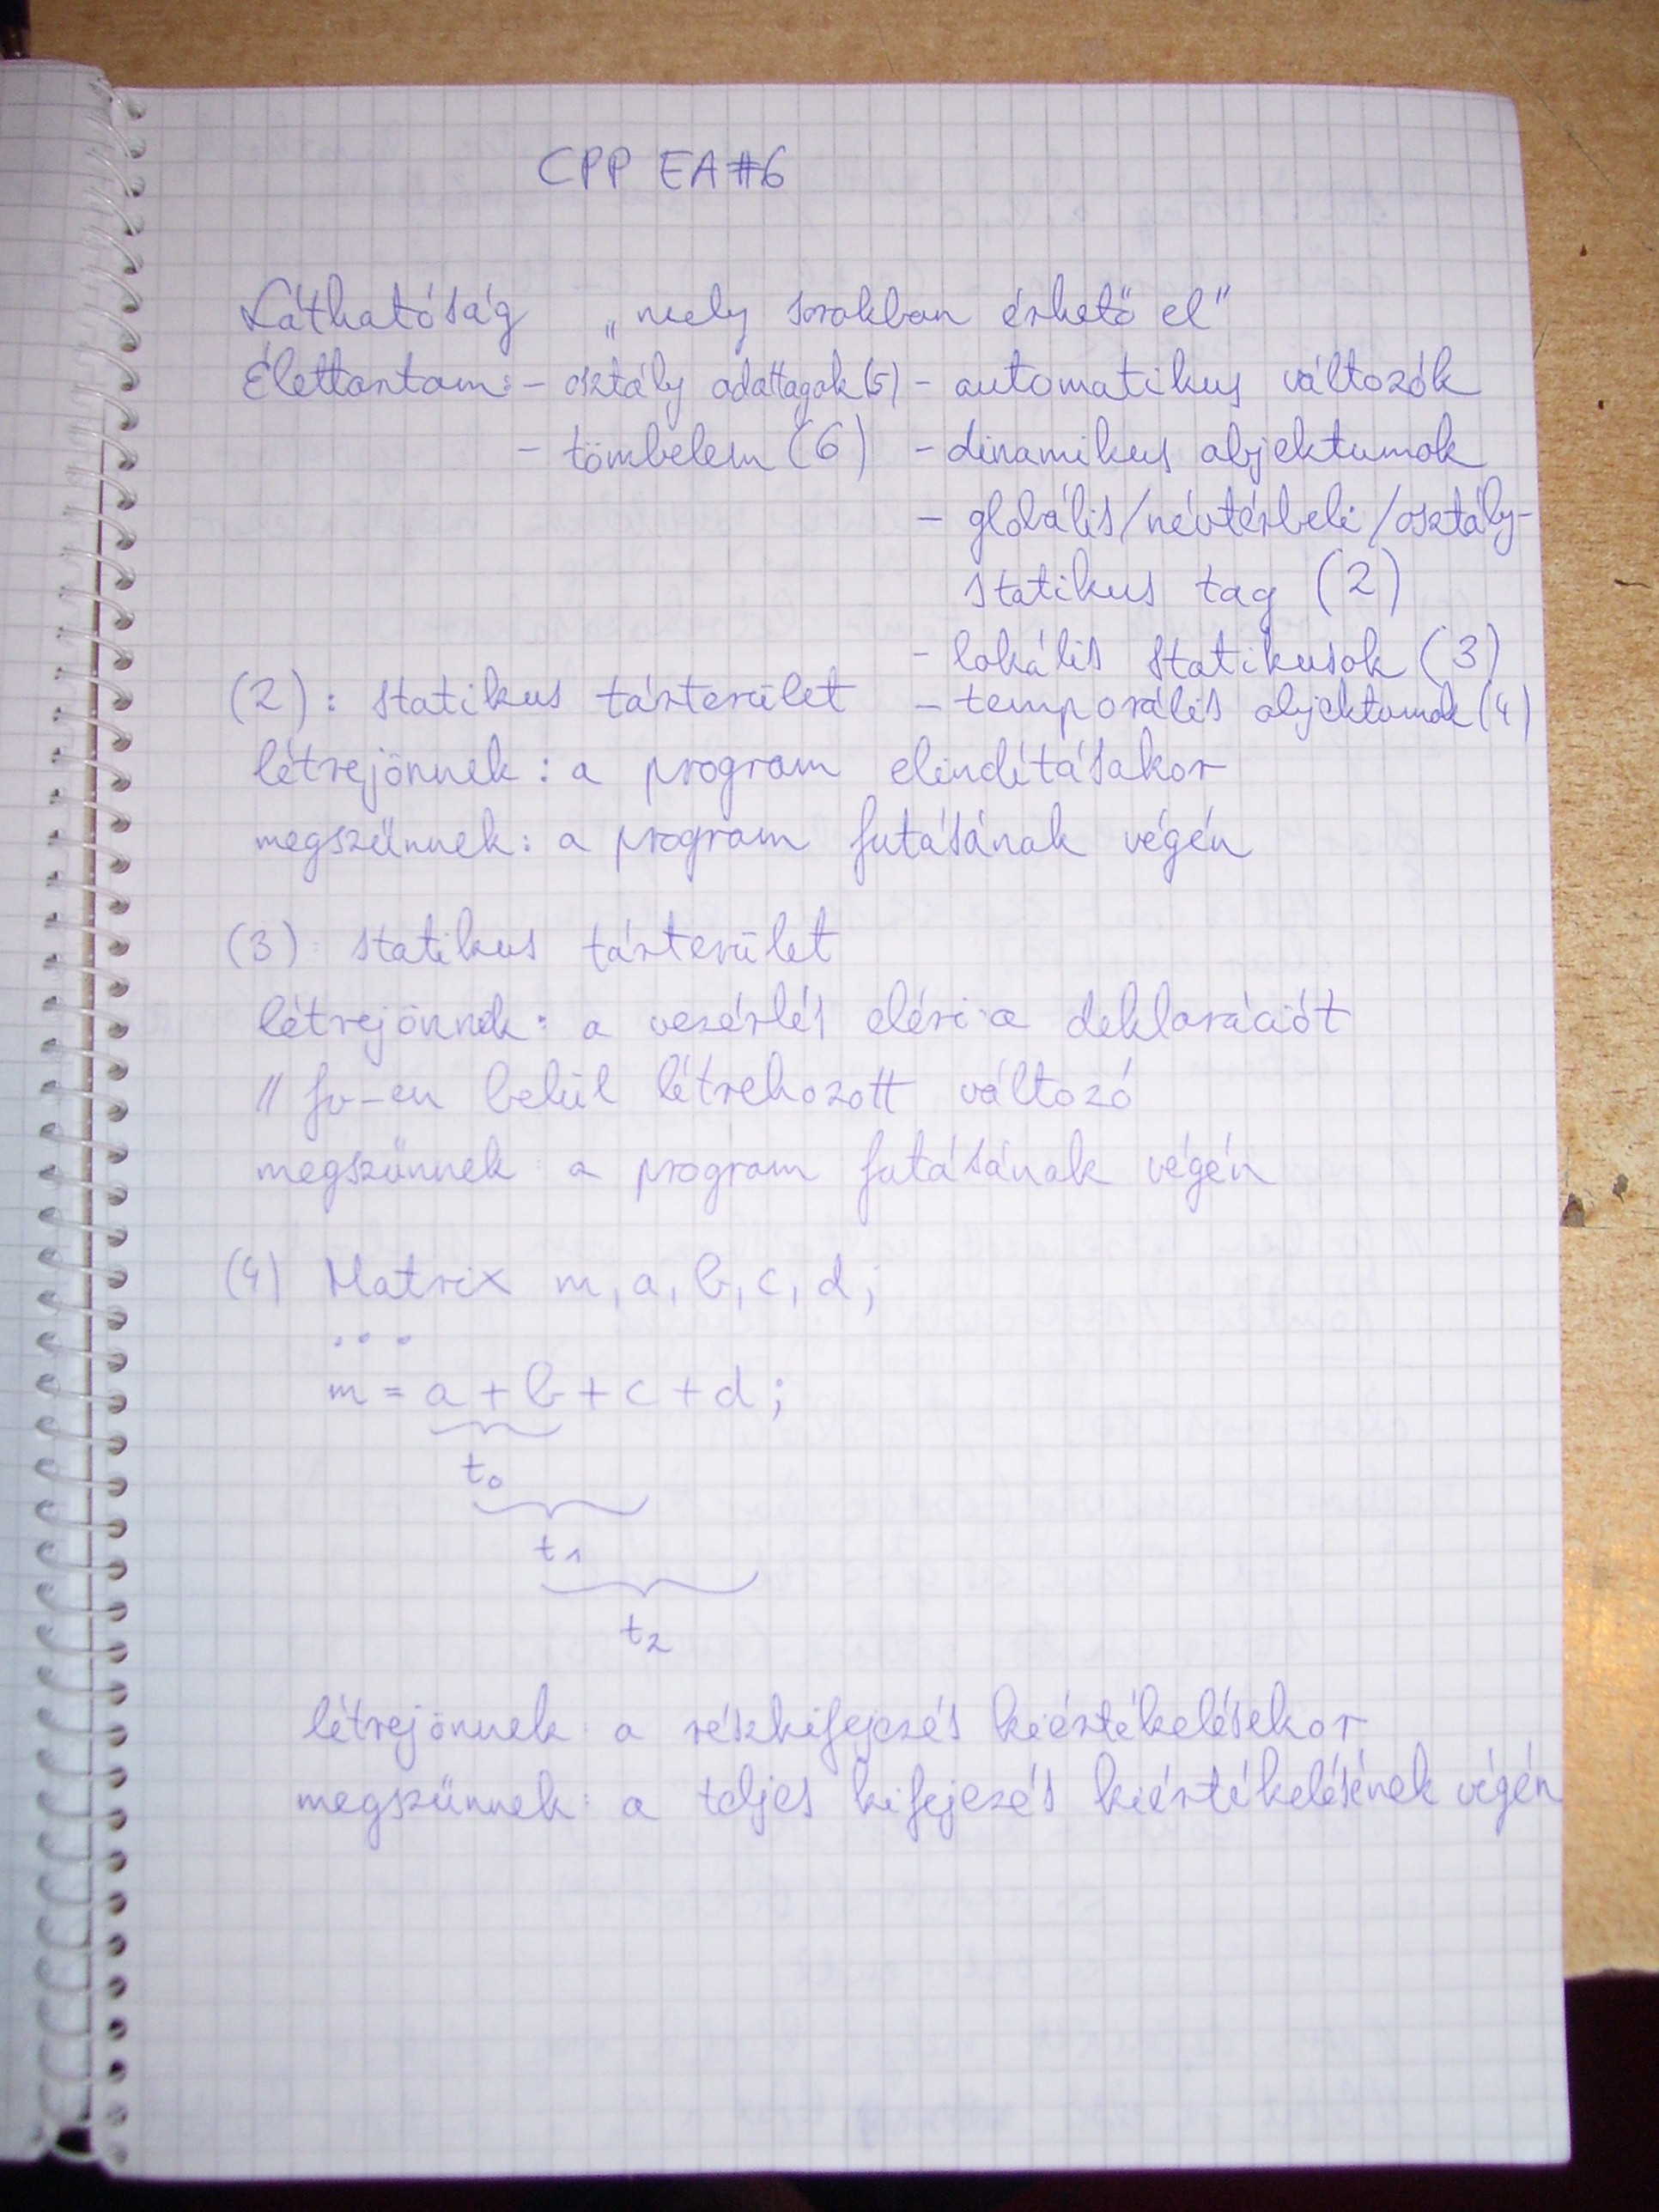 CPP EA#6
Láthatóság „mely sorokban érhető el"
Élettartam: - osztály adattagok (5) - automatikus változók
- tömbelem (6) - dinamikus objektumok
- globális/névtérbeli/osztály-
statikus tag (2)
- lokális statikusok (3)
(2): statikus tárterület - temporális objektumok (4)
létrejönnek: a program elindításakor
megszűnnek: a program futásának végén
(3) statikus tárterület
létrejönnek: a vezérlés eléri a deklarációt
// fv-en belül létrehozott változó
megszűnnek a program futásának végén
(4) Matrix m, a, b, c, d;
...
m = a + b + c + d;
t0
t1
t2
létrejönnek: a részkifejezés kiértékelésekor
megszűnnek: a teljes kifejezés kiértékelésének végén